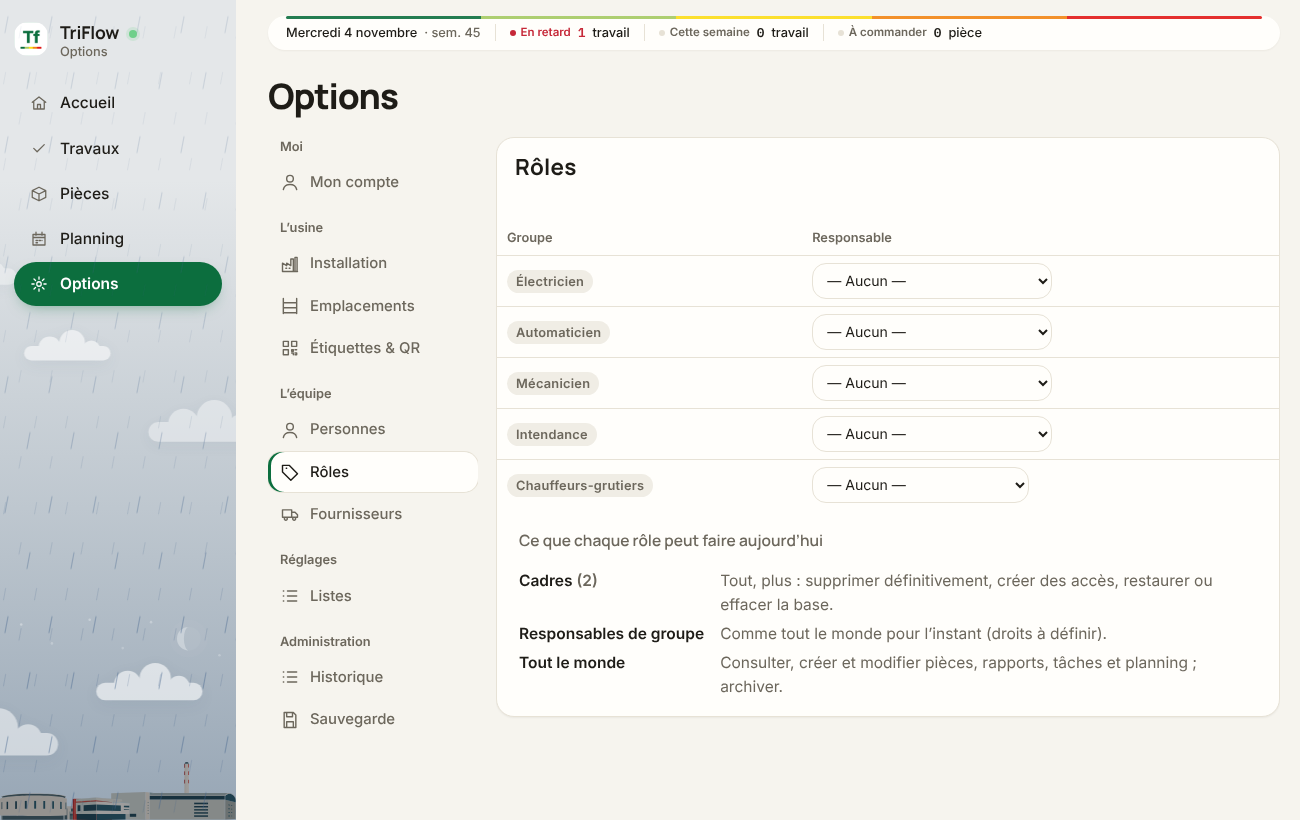 Tf
TriFlow
Options
Accueil
Travaux
Pièces
Planning
Options
Mercredi 4 novembre · sem. 45
En retard 1 travail
Cette semaine 0 travail
À commander 0 pièce
Options
Moi
Mon compte
L’usine
Installation
Emplacements
Étiquettes & QR
L’équipe
Personnes
Rôles
Fournisseurs
Réglages
Listes
Administration
Historique
Sauvegarde
Rôles
Groupe Responsable
Électricien — Aucun —
Automaticien — Aucun —
Mécanicien — Aucun —
Intendance — Aucun —
Chauffeurs-grutiers — Aucun —
Ce que chaque rôle peut faire aujourd'hui
Cadres (2) Tout, plus : supprimer définitivement, créer des accès, restaurer ou
effacer la base.
Responsables de groupe Comme tout le monde pour l’instant (droits à définir).
Tout le monde Consulter, créer et modifier pièces, rapports, tâches et planning ;
archiver.